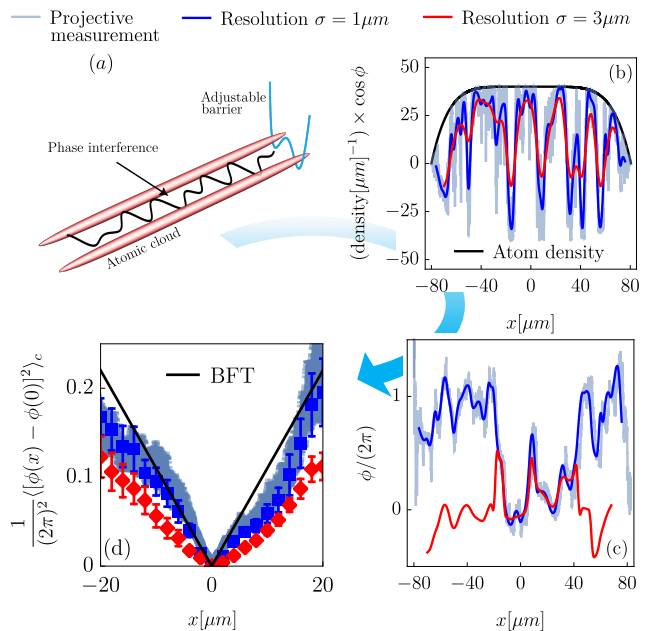 Projective
measurement
Resolution σ = 1μm
Resolution σ = 3μm
(a)
Adjustable
barrier
Phase interference
Atomic cloud
(b)
(density[μm]⁻¹) × cos ϕ
50
25
0
−25
−50
Atom density
−80 −40 0 40 80
x[μm]
(d)
1/(2π)² ⟨[ϕ(x) − ϕ(0)]²⟩c
0.2
0.1
0
BFT
−20 −10 0 10 20
x[μm]
(c)
ϕ/(2π)
1
0
−80 −40 0 40 80
x[μm]